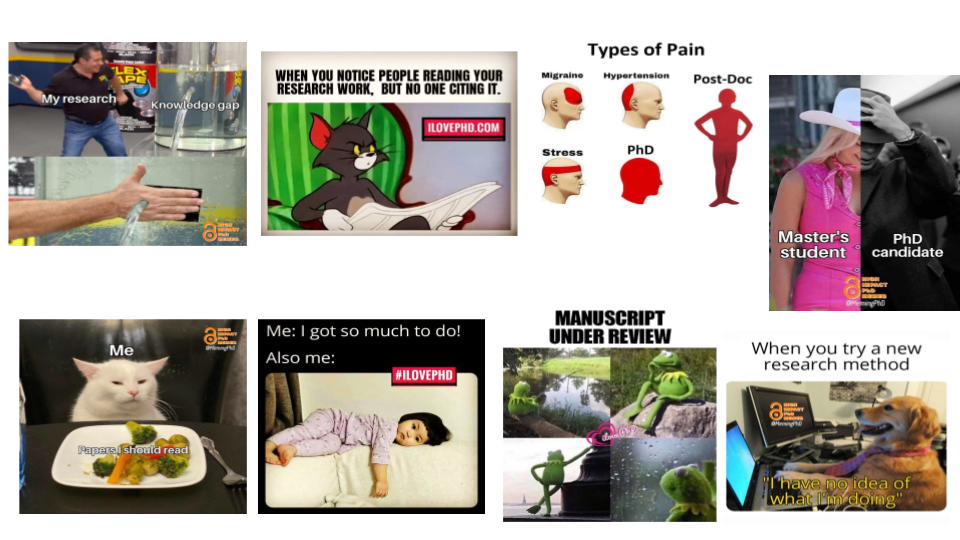 FLEX
TAPE
My research
Knowledge gap
HIGH
IMPACT
PhD
MEMES
WHEN YOU NOTICE PEOPLE READING YOUR
RESEARCH WORK, BUT NO ONE CITING IT.
ILOVEPHD.COM
Types of Pain
Migraine
Hypertension
Post-Doc
Stress
PhD
Master's
student
PhD
candidate
HIGH
IMPACT
PhD
MEMES
@MemingPhD
Me
HIGH
IMPACT
PhD
MEMES
@MemingPhD
Papers I should read
Me: I got so much to do!
Also me:
#ILOVEPHD
MANUSCRIPT
UNDER REVIEW
When you try a new
research method
HIGH
IMPACT
PhD
MEMES
@MemingPhD
"I have no idea of
what I'm doing"